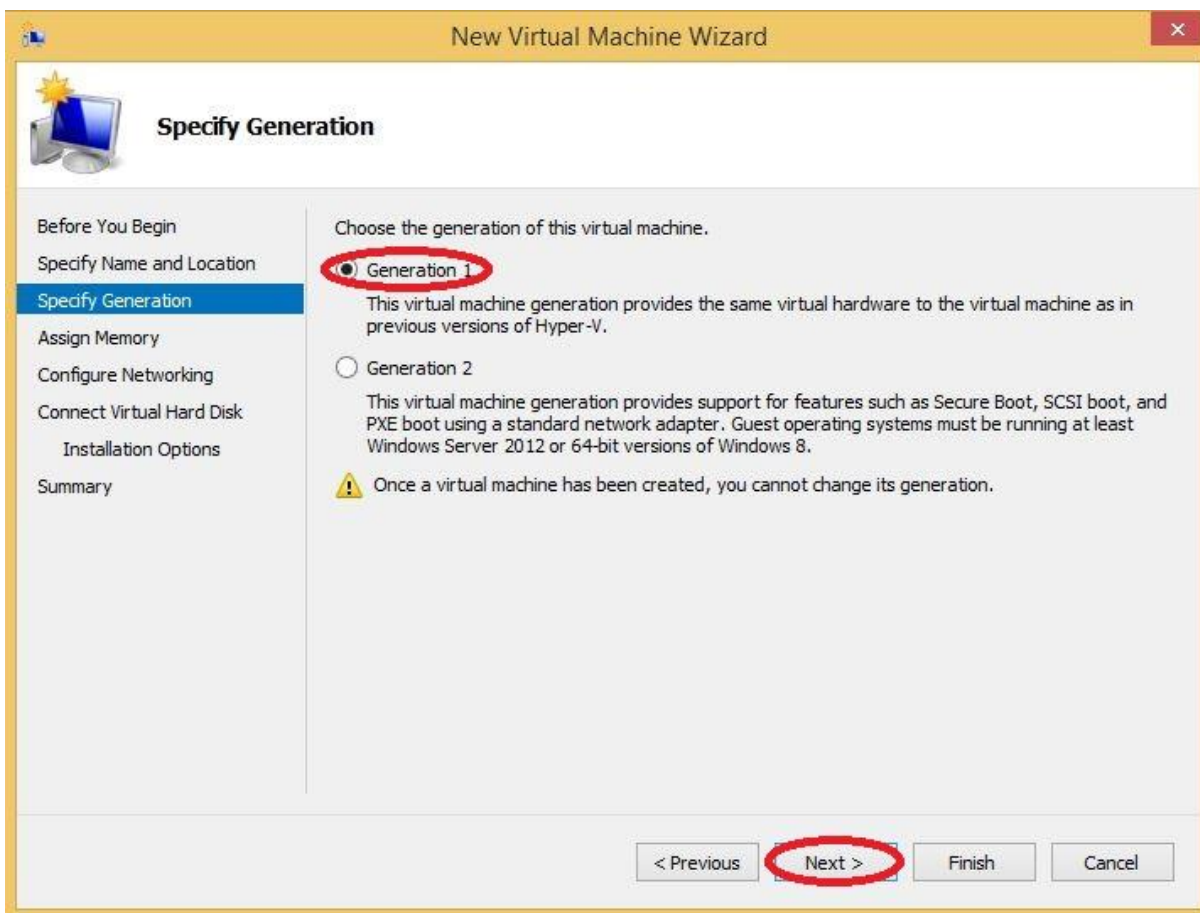 New Virtual Machine Wizard
Specify Generation
Before You Begin
Specify Name and Location
Specify Generation
Assign Memory
Configure Networking
Connect Virtual Hard Disk
Installation Options
Summary
Choose the generation of this virtual machine.
Generation 1
This virtual machine generation provides the same virtual hardware to the virtual machine as in
previous versions of Hyper-V.
Generation 2
This virtual machine generation provides support for features such as Secure Boot, SCSI boot, and
PXE boot using a standard network adapter. Guest operating systems must be running at least
Windows Server 2012 or 64-bit versions of Windows 8.
Once a virtual machine has been created, you cannot change its generation.
< Previous
Next >
Finish
Cancel